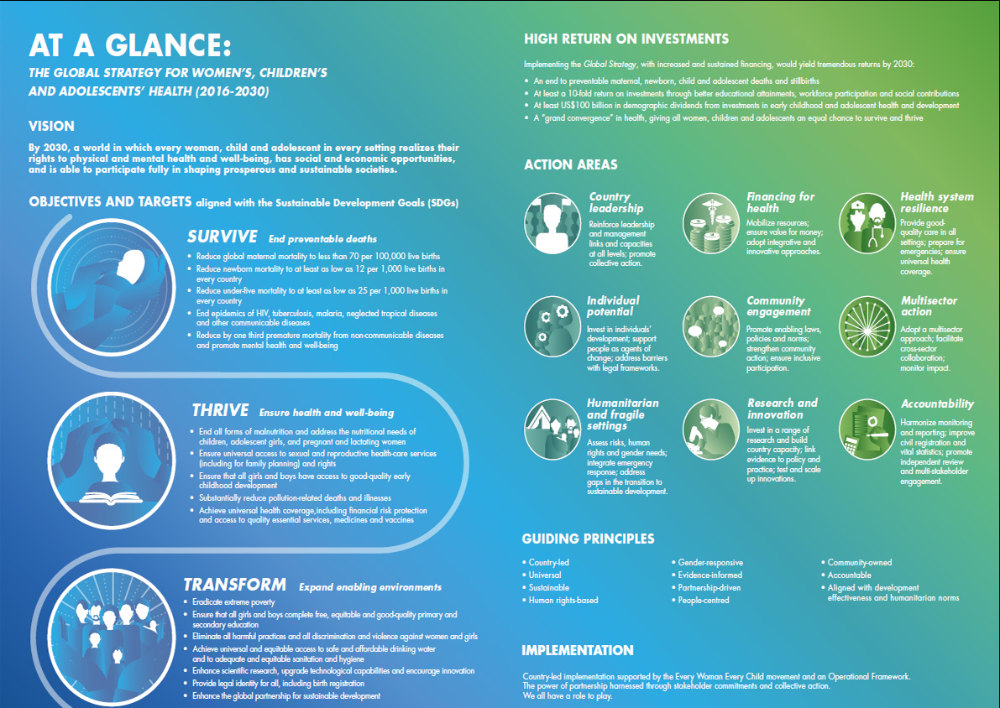 AT A GLANCE:
THE GLOBAL STRATEGY FOR WOMEN'S, CHILDREN'S
AND ADOLESCENTS' HEALTH (2016-2030)
VISION
By 2030, a world in which every woman, child and adolescent in every setting realizes their
rights to physical and mental health and well-being, has social and economic opportunities,
and is able to participate fully in shaping prosperous and sustainable societies.
OBJECTIVES AND TARGETS aligned with the Sustainable Development Goals (SDGs)
SURVIVE End preventable deaths
• Reduce global maternal mortality to less than 70 per 100,000 live births
• Reduce newborn mortality to at least as low as 12 per 1,000 live births in
every country
• Reduce under-five mortality to at least as low as 25 per 1,000 live births in
every country
• End epidemics of HIV, tuberculosis, malaria, neglected tropical diseases
and other communicable diseases
• Reduce by one third premature mortality from non-communicable diseases
and promote mental health and well-being
THRIVE Ensure health and well-being
• End all forms of malnutrition and address the nutritional needs of
children, adolescent girls, and pregnant and lactating women
• Ensure universal access to sexual and reproductive health-care services
(including for family planning) and rights
• Ensure that all girls and boys have access to good-quality early
childhood development
• Substantially reduce pollution-related deaths and illnesses
• Achieve universal health coverage,including financial risk protection
and access to quality essential services, medicines and vaccines
TRANSFORM Expand enabling environments
• Eradicate extreme poverty
• Ensure that all girls and boys complete free, equitable and good-quality primary and
secondary education
• Eliminate all harmful practices and all discrimination and violence against women and girls
• Achieve universal and equitable access to safe and affordable drinking water
and to adequate and equitable sanitation and hygiene
• Enhance scientific research, upgrade technological capabilities and encourage innovation
• Provide legal identity for all, including birth registration
• Enhance the global partnership for sustainable development
HIGH RETURN ON INVESTMENTS
Implementing the Global Strategy, with increased and sustained financing, would yield tremendous returns by 2030:
• An end to preventable maternal, newborn, child and adolescent deaths and stillbirths
• At least a 10-fold return on investments through better educational attainments, workforce participation and social contributions
• At least US$100 billion in demographic dividends from investments in early childhood and adolescent health and development
• A "grand convergence" in health, giving all women, children and adolescents an equal chance to survive and thrive
ACTION AREAS
Country
leadership
Reinforce leadership
and management
links and capacities
at all levels; promote
collective action.
Financing for
health
Mobilize resources;
ensure value for money;
adopt integrative and
innovative approaches.
Health system
resilience
Provide good-
quality care in all
settings; prepare for
emergencies; ensure
universal health
coverage.
Individual
potential
Invest in individuals'
development; support
people as agents of
change; address barriers
with legal frameworks.
Community
engagement
Promote enabling laws,
policies and norms;
strengthen community
action; ensure inclusive
participation.
Multisector
action
Adopt a multisector
approach; facilitate
cross-sector
collaboration;
monitor impact.
Humanitarian
and fragile
settings
Assess risks, human
rights and gender needs;
integrate emergency
response; address
gaps in the transition to
sustainable development.
Research and
innovation
Invest in a range of
research and build
country capacity; link
evidence to policy and
practice; test and scale
up innovations.
Accountability
Harmonize monitoring
and reporting; improve
civil registration and
vital statistics; promote
independent review
and multi-stakeholder
engagement.
GUIDING PRINCIPLES
• Country-led
• Universal
• Sustainable
• Human rights-based
• Gender-responsive
• Evidence-informed
• Partnership-driven
• People-centred
• Community-owned
• Accountable
• Aligned with development
effectiveness and humanitarian norms
IMPLEMENTATION
Country-led implementation supported by the Every Woman Every Child movement and an Operational Framework.
The power of partnership harnessed through stakeholder commitments and collective action.
We all have a role to play.